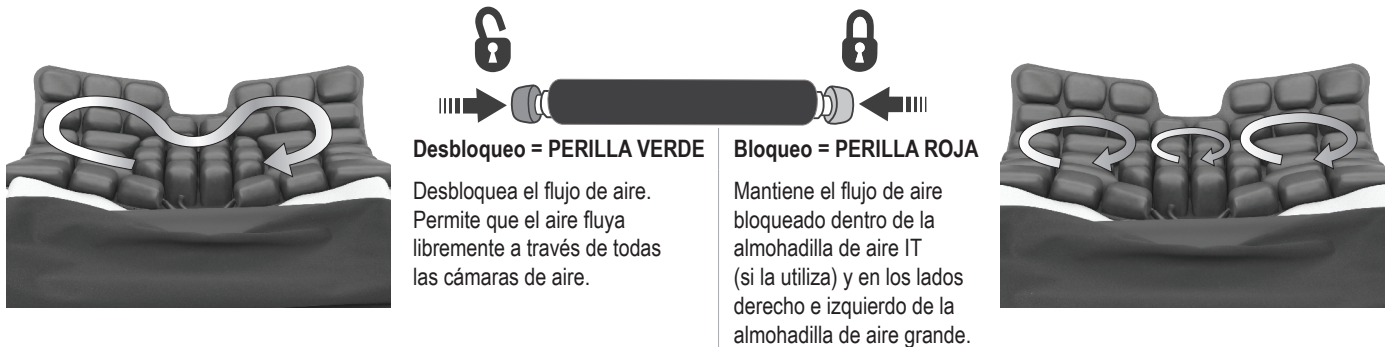 Desbloqueo = PERILLA VERDE
Desbloquea el flujo de aire.
Permite que el aire fluya
libremente a través de todas
las cámaras de aire.
Bloqueo = PERILLA ROJA
Mantiene el flujo de aire
bloqueado dentro de la
almohadilla de aire IT
(si la utiliza) y en los lados
derecho e izquierdo de la
almohadilla de aire grande.